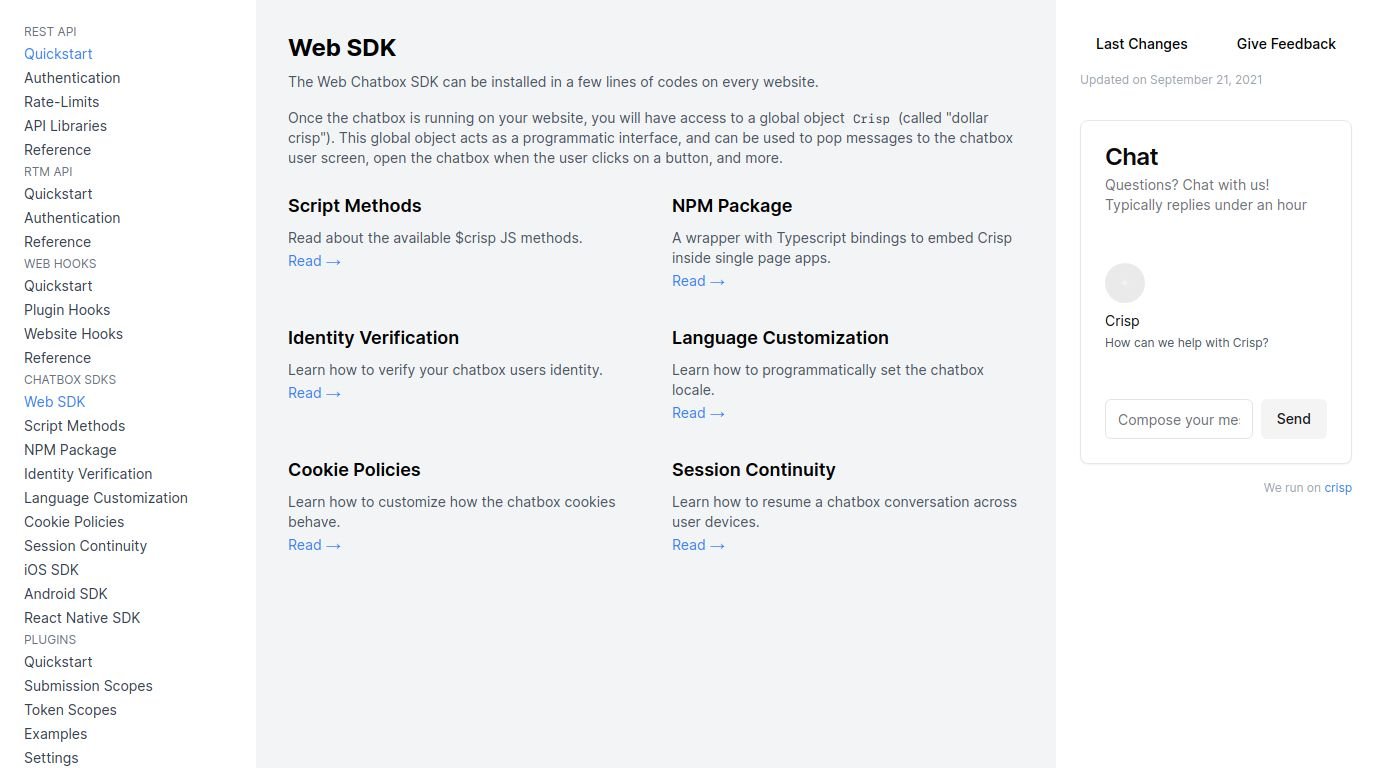 REST API
Quickstart
Authentication
Rate-Limits
API Libraries
Reference
RTM API
Quickstart
Authentication
Reference
WEB HOOKS
Quickstart
Plugin Hooks
Website Hooks
Reference
CHATBOX SDKS
Web SDK
Script Methods
NPM Package
Identity Verification
Language Customization
Cookie Policies
Session Continuity
iOS SDK
Android SDK
React Native SDK
PLUGINS
Quickstart
Submission Scopes
Token Scopes
Examples
Settings
Web SDK
The Web Chatbox SDK can be installed in a few lines of codes on every website.
Once the chatbox is running on your website, you will have access to a global object Crisp (called "dollar
crisp"). This global object acts as a programmatic interface, and can be used to pop messages to the chatbox
user screen, open the chatbox when the user clicks on a button, and more.
Script Methods
Read about the available $crisp JS methods.
Read →
NPM Package
A wrapper with Typescript bindings to embed Crisp
inside single page apps.
Read →
Identity Verification
Learn how to verify your chatbox users identity.
Read →
Language Customization
Learn how to programmatically set the chatbox
locale.
Read →
Cookie Policies
Learn how to customize how the chatbox cookies
behave.
Read →
Session Continuity
Learn how to resume a chatbox conversation across
user devices.
Read →
Last Changes
Give Feedback
Updated on September 21, 2021
Chat
Questions? Chat with us!
Typically replies under an hour
Crisp
How can we help with Crisp?
Compose your me
Send
We run on crisp